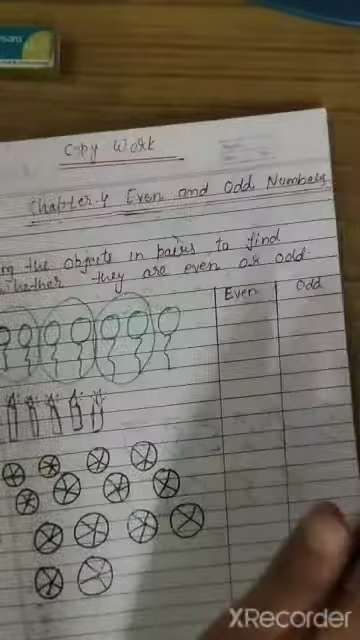 Copy Work
Chapter-4 Even and Odd Numbers
the objects in pairs to find
whether they are even or odd.
Even Odd
XRecorder